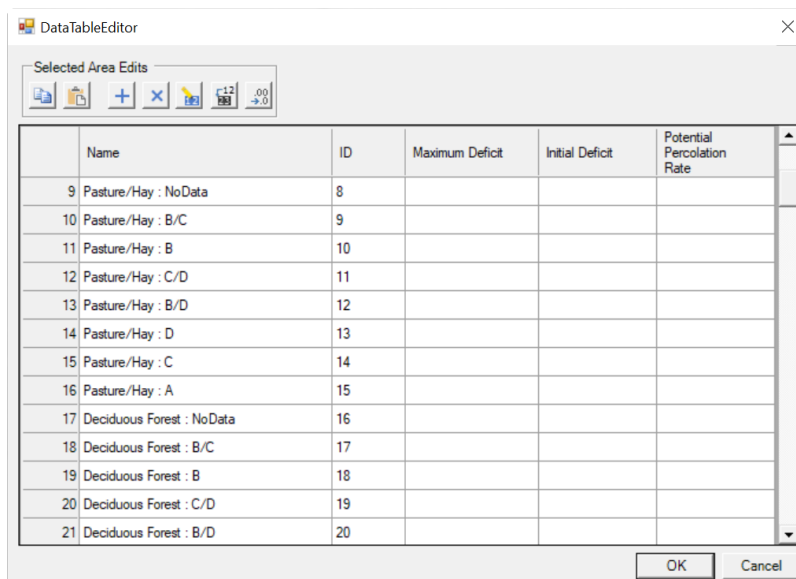 DataTableEditor
Selected Area Edits
Name ID Maximum Deficit Initial Deficit Potential Percolation Rate
9 Pasture/Hay : NoData 8
10 Pasture/Hay : B/C 9
11 Pasture/Hay : B 10
12 Pasture/Hay : C/D 11
13 Pasture/Hay : B/D 12
14 Pasture/Hay : D 13
15 Pasture/Hay : C 14
16 Pasture/Hay : A 15
17 Deciduous Forest : NoData 16
18 Deciduous Forest : B/C 17
19 Deciduous Forest : B 18
20 Deciduous Forest : C/D 19
21 Deciduous Forest : B/D 20
OK Cancel